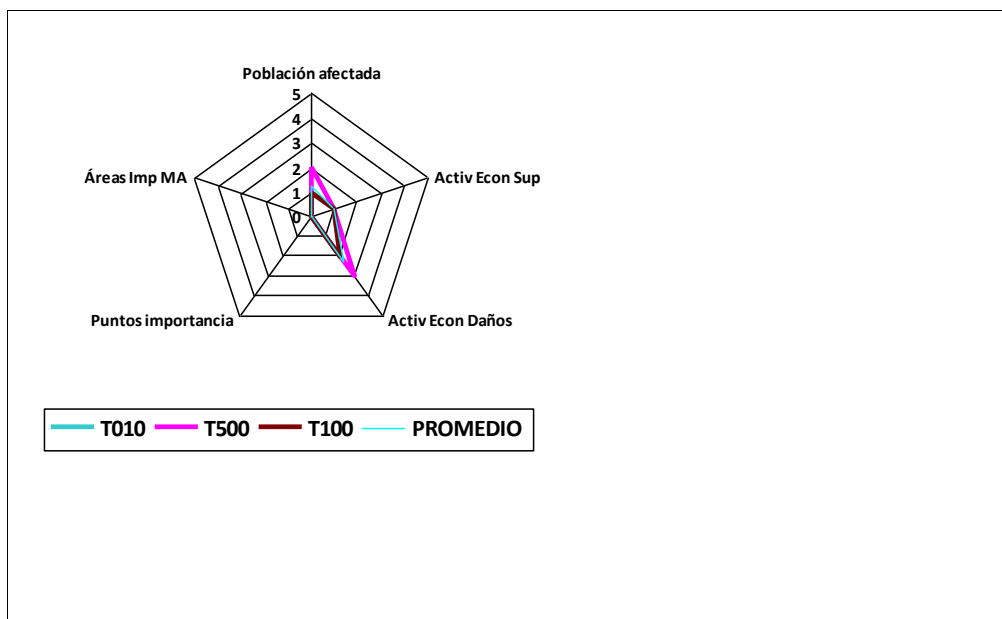 Población afectada
5
4
3
2
1
0
Áreas Imp MA
Activ Econ Sup
Puntos importancia
Activ Econ Daños
T010 T500 T100 PROMEDIO